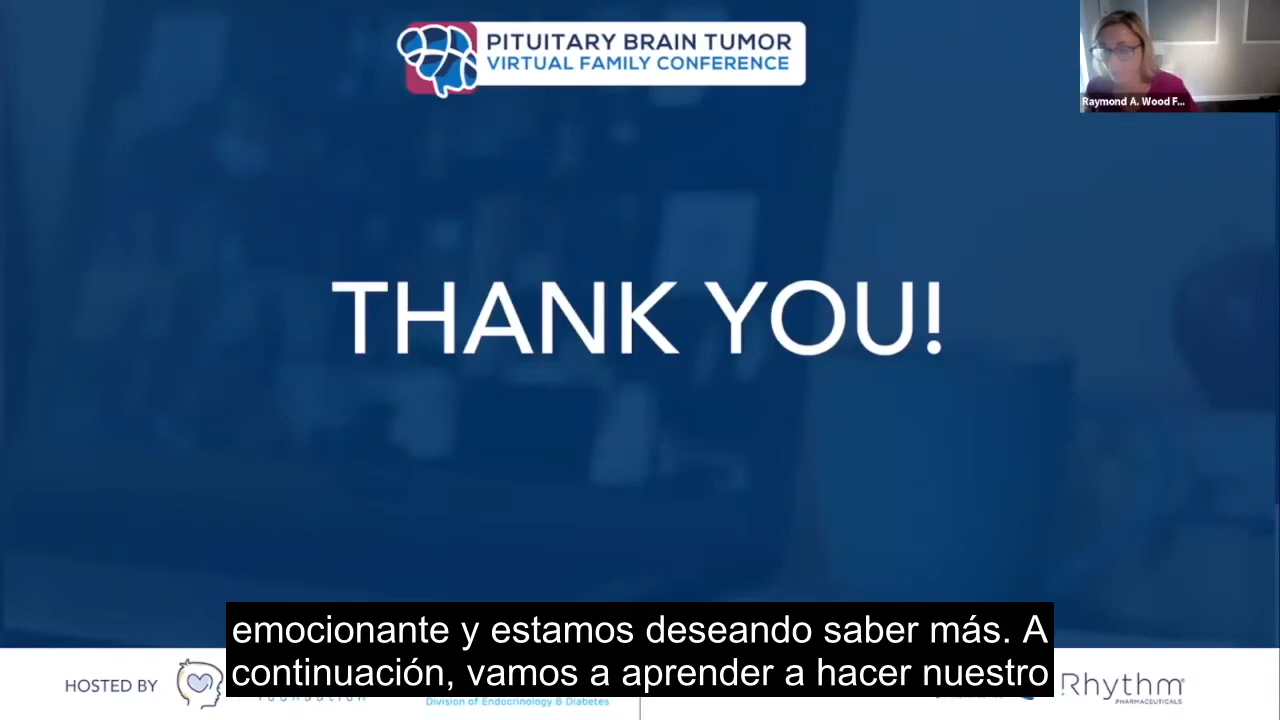 PITUITARY BRAIN TUMOR
VIRTUAL FAMILY CONFERENCE
Raymond A. Wood F...
THANK YOU!
emocionante y estamos deseando saber más. A
continuación, vamos a aprender a hacer nuestro
HOSTED BY
foundation
Division of Endocrinology & Diabetes
Rhythm
PHARMACEUTICALS